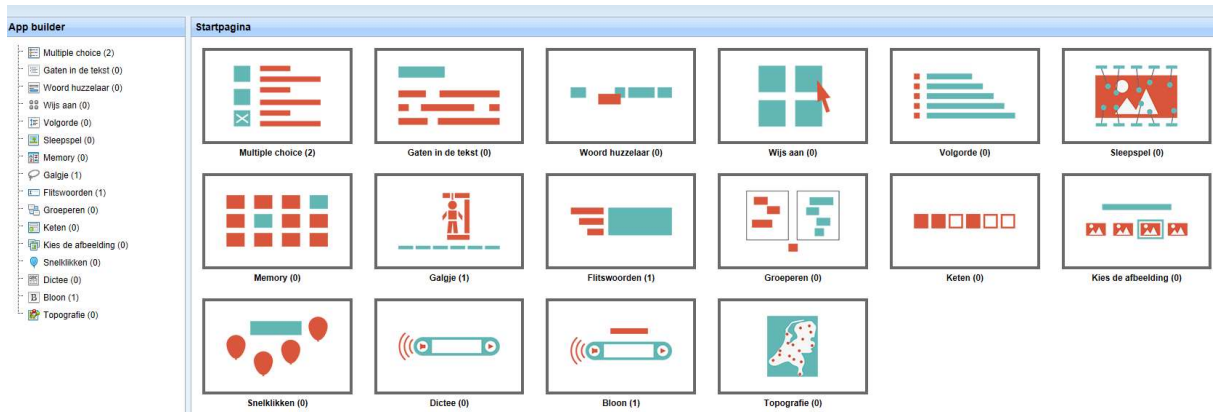 App builder
Multiple choice (2)
Gaten in de tekst (0)
Woord huzzelaar (0)
Wijs aan (0)
Volgorde (0)
Sleepspel (0)
Memory (0)
Galgje (1)
Flitswoorden (1)
Groeperen (0)
Keten (0)
Kies de afbeelding (0)
Snelklikken (0)
Dictee (0)
B Bloon (1)
Topografie (0)
Startpagina
Multiple choice (2) Gaten in de tekst (0) Woord huzzelaar (0) Wijs aan (0) Volgorde (0) Sleepspel (0)
Memory (0) Galgje (1) Flitswoorden (1) Groeperen (0) Keten (0) Kies de afbeelding (0)
Snelklikken (0) Dictee (0) Bloon (1) Topografie (0)